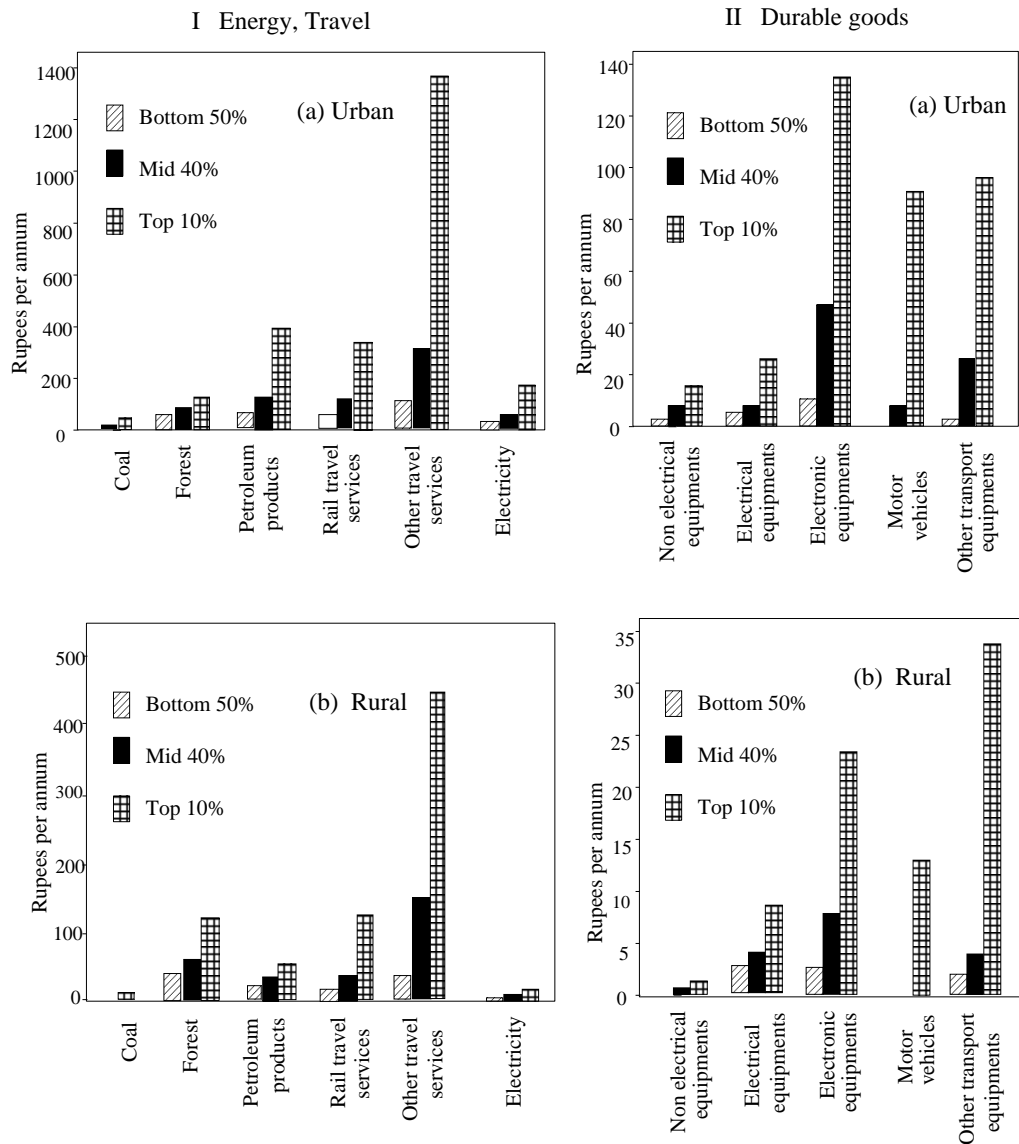 I Energy, Travel
II Durable goods
Rupees per annum
1400
1200
1000
800
600
400
200
0
(a) Urban
Bottom 50%
Mid 40%
Top 10%
Coal
Forest
Petroleum
products
Rail travel
services
Other travel
services
Electricity
Rupees per annum
140
120
100
80
60
40
20
0
(a) Urban
Bottom 50%
Mid 40%
Top 10%
Non electrical
equipments
Electrical
equipments
Electronic
equipments
Motor
vehicles
Other transport
equipments
Rupees per annum
500
400
300
200
100
0
(b) Rural
Bottom 50%
Mid 40%
Top 10%
Coal
Forest
Petroleum
products
Rail travel
services
Other travel
services
Electricity
Rupees per annum
35
30
25
20
15
10
5
0
(b) Rural
Bottom 50%
Mid 40%
Top 10%
Non electrical
equipments
Electrical
equipments
Electronic
equipments
Motor
vehicles
Other transport
equipments